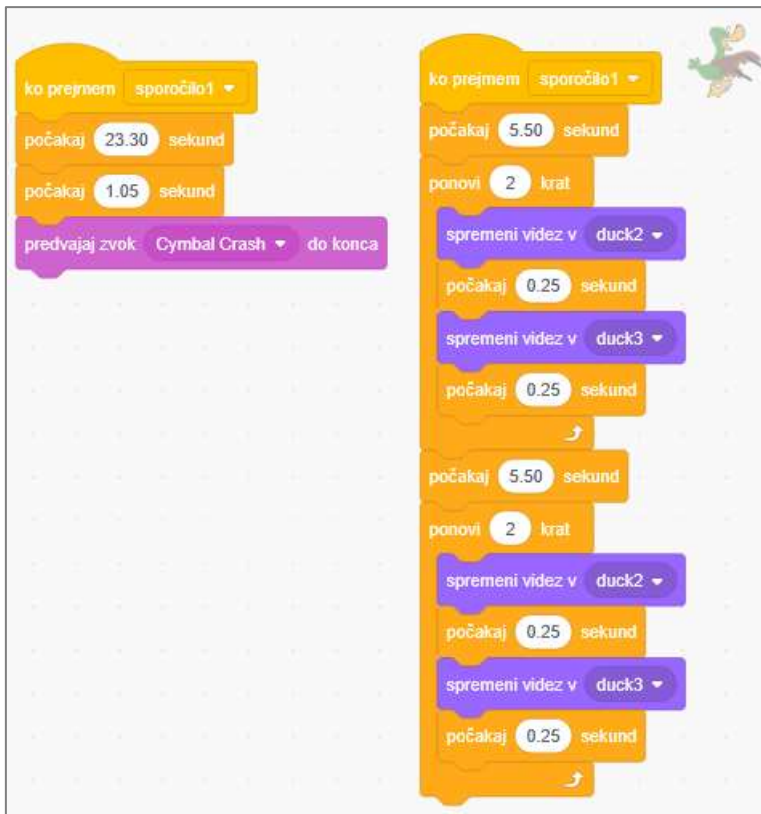 ko prejmem sporočilo1
počakaj 23.30 sekund
počakaj 1.05 sekund
predvajaj zvok Cymbal Crash do konca
ko prejmem sporočilo1
počakaj 5.50 sekund
ponovi 2 krat
spremeni videz v duck2
počakaj 0.25 sekund
spremeni videz v duck3
počakaj 0.25 sekund
počakaj 5.50 sekund
ponovi 2 krat
spremeni videz v duck2
počakaj 0.25 sekund
spremeni videz v duck3
počakaj 0.25 sekund